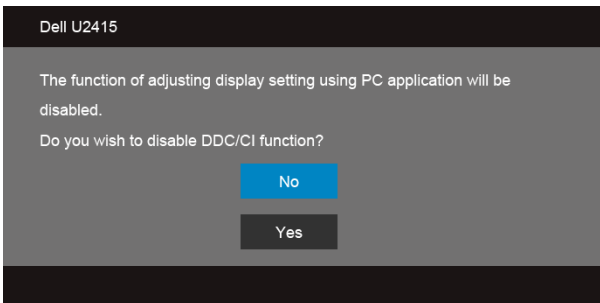 Dell U2415
The function of adjusting display setting using PC application will be
disabled.
Do you wish to disable DDC/CI function?
No
Yes